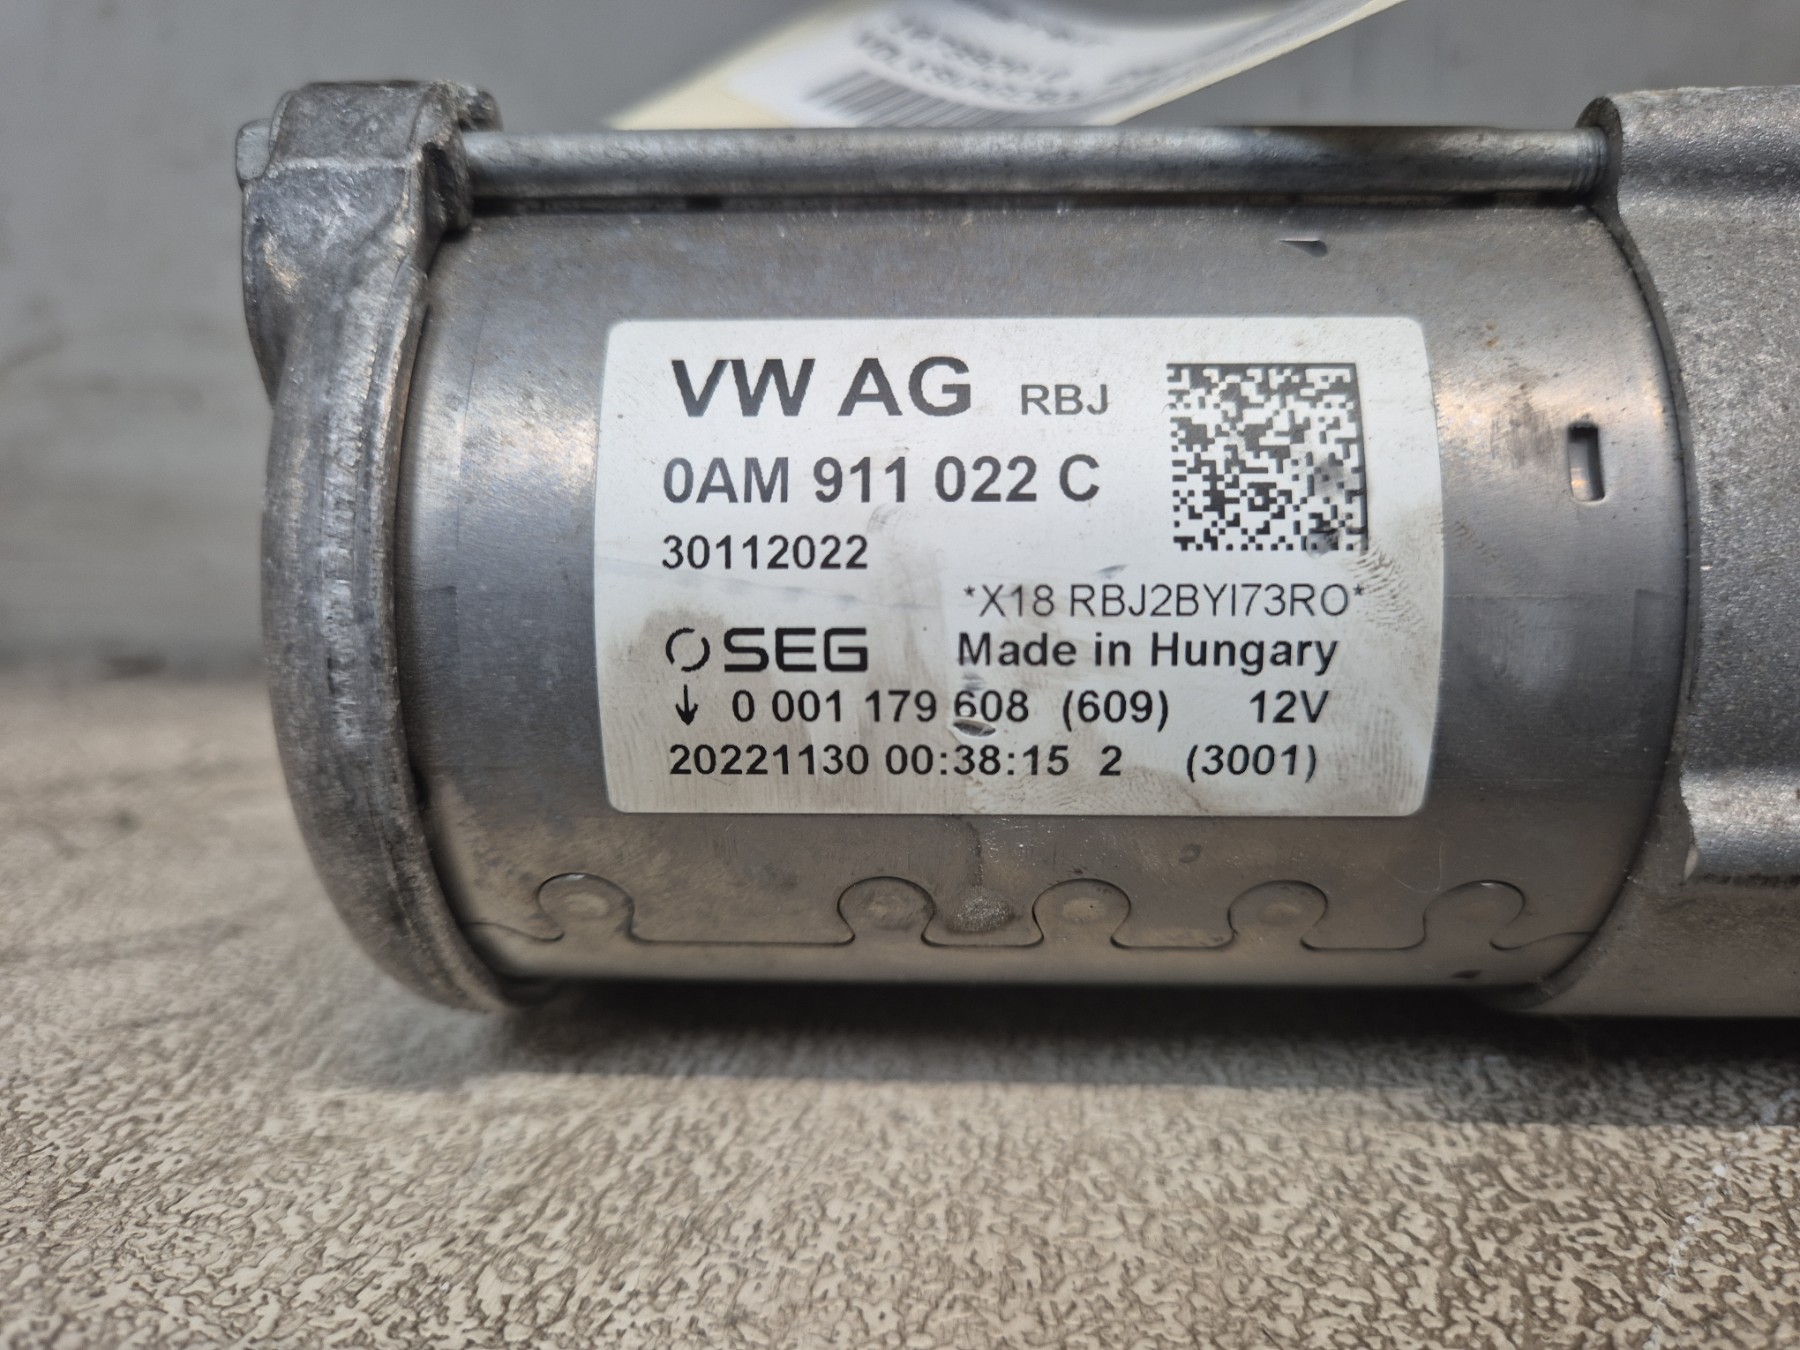 VW AG RBJ
0AM 911 022 C
30112022
*X18 RBJ2BYI73RO*
SEG Made in Hungary
↓ 0 001 179 608 (609) 12V
20221130 00:38:15 2 (3001)